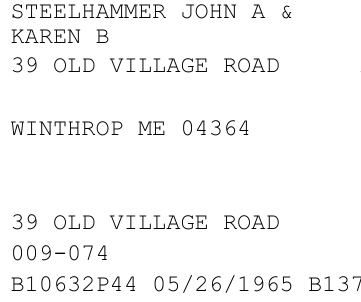 STEELHAMMER JOHN A &
KAREN B
39 OLD VILLAGE ROAD
WINTHROP ME 04364
39 OLD VILLAGE ROAD
009-074
B10632P44 05/26/1965 B137